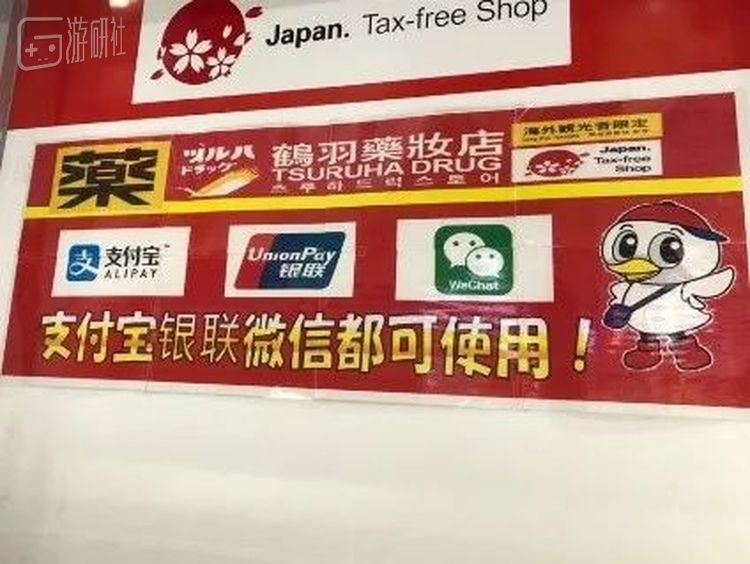 游研社
Japan. Tax-free Shop
薬
ツルハ
ドラッグ
鶴羽藥妝店
TSURUHA DRUG
츠루하드럭스토어
海外観光客限定
Japan.
Tax-free
Shop
支付宝
ALIPAY
UnionPay
银联
WeChat
支付宝银联微信都可使用！